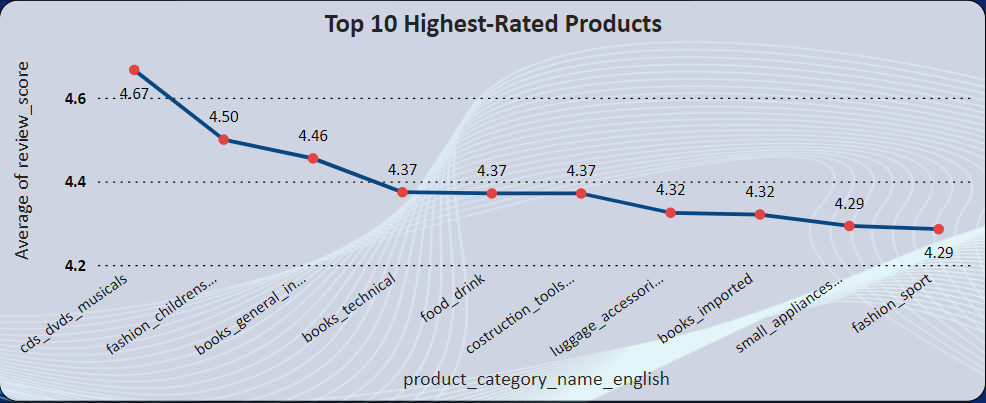 Top 10 Highest-Rated Products
Average of review_score
4.6
4.4
4.2
4.67
4.50
4.46
4.37
4.37
4.37
4.32
4.32
4.29
4.29
cds_dvds_musicals
fashion_childrens...
books_general_in...
books_technical
food_drink
costruction_tools...
luggage_accessori...
books_imported
small_appliances...
fashion_sport
product_category_name_english